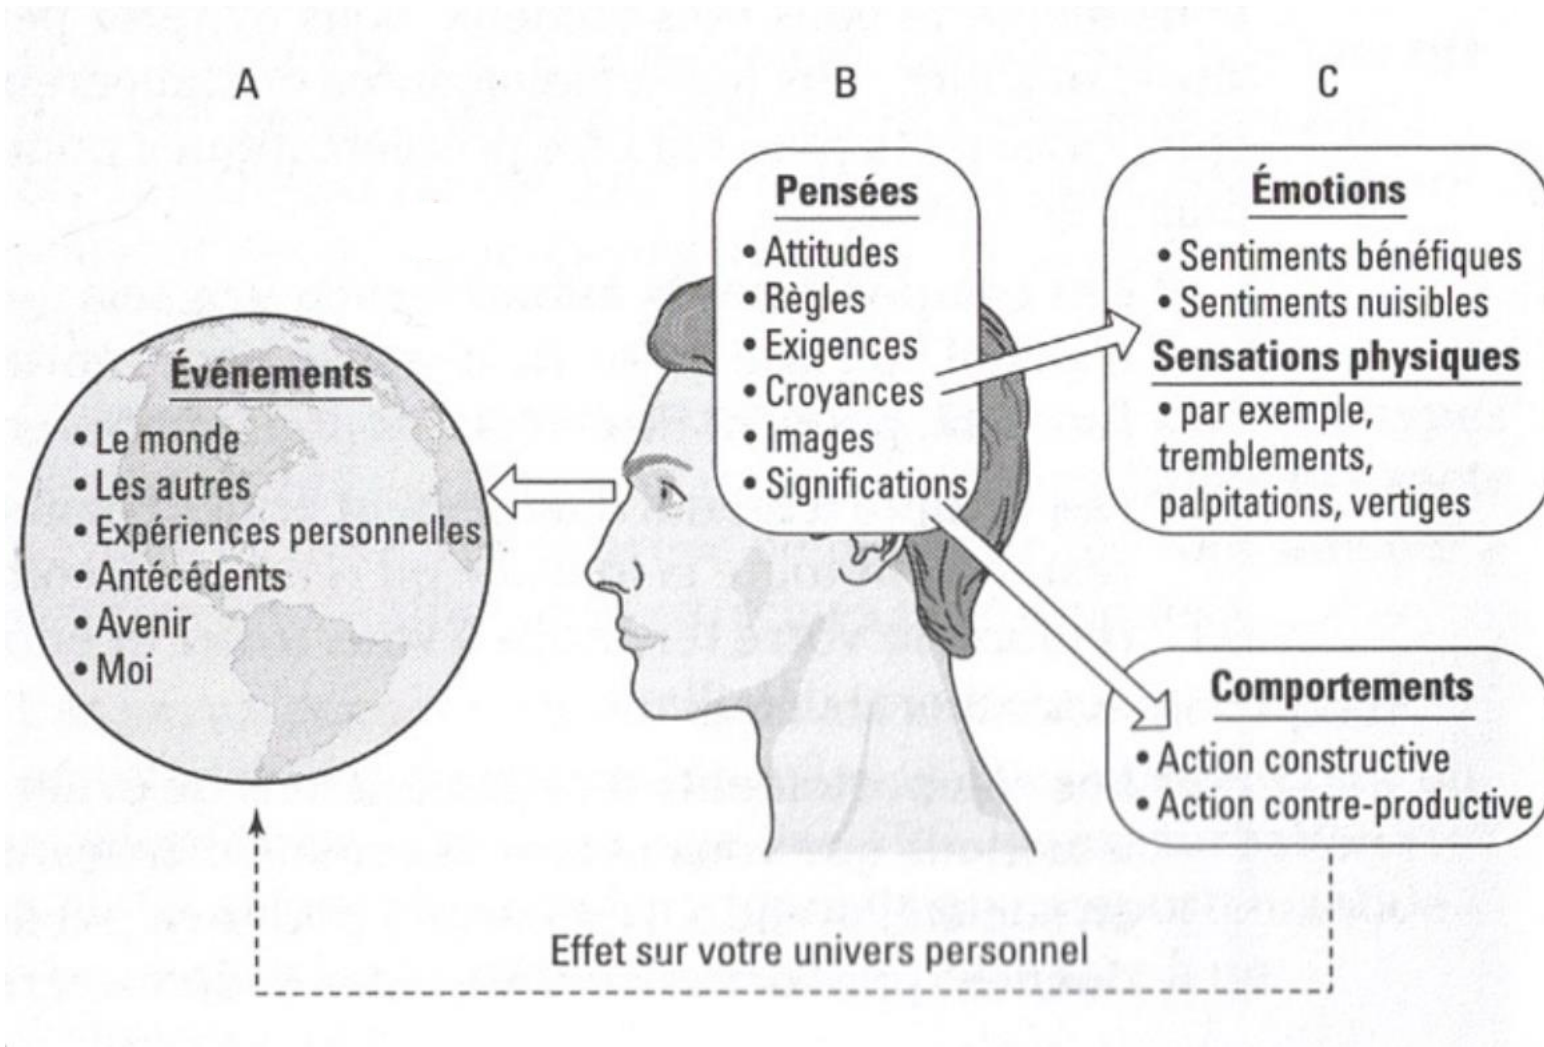 A
B
C
Événements
• Le monde
• Les autres
• Expériences personnelles
• Antécédents
• Avenir
• Moi
Pensées
• Attitudes
• Règles
• Exigences
• Croyances
• Images
• Significations
Émotions
• Sentiments bénéfiques
• Sentiments nuisibles
Sensations physiques
• par exemple,
tremblements,
palpitations, vertiges
Comportements
• Action constructive
• Action contre-productive
Effet sur votre univers personnel